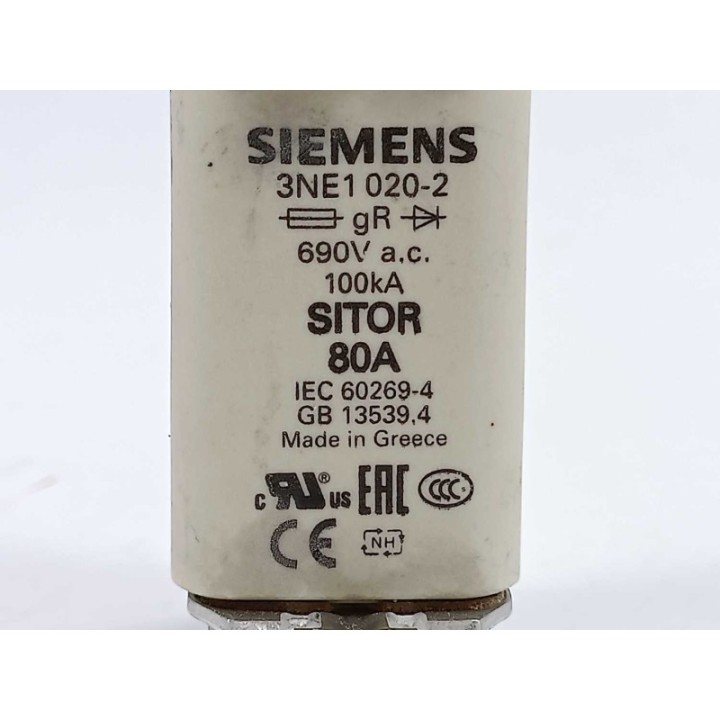 SIEMENS
3NE1 020-2
gR
690V a.c.
100kA
SITOR
80A
IEC 60269-4
GB 13539.4
Made in Greece
c RU ® us EAC CCC S
CE NH